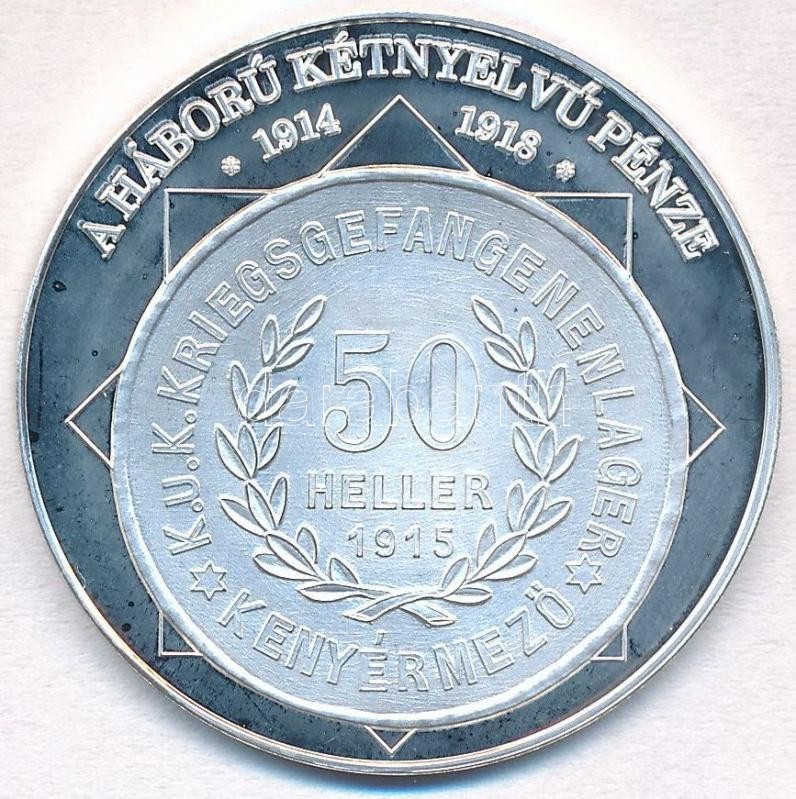 A HÁBORÚ KÉTNYELVŰ PÉNZE
1914 1918
K.U.K. KRIEGSGEFANGENENLAGER
50
HELLER
1915
KENYÉRMEZŐ